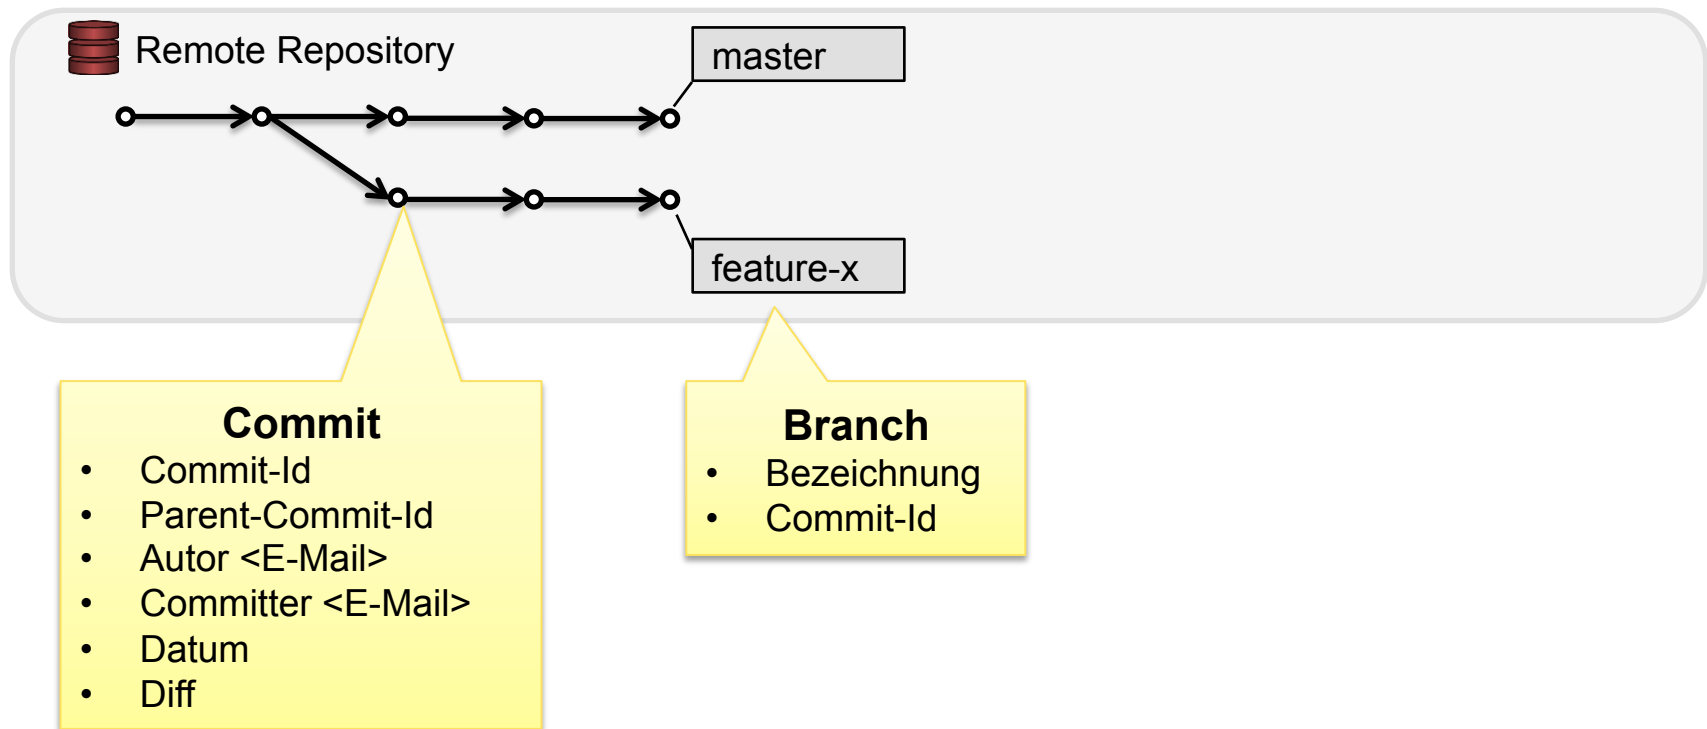 Remote Repository
master
feature-x
Commit
• Commit-Id
• Parent-Commit-Id
• Autor <E-Mail>
• Committer <E-Mail>
• Datum
• Diff
Branch
• Bezeichnung
• Commit-Id